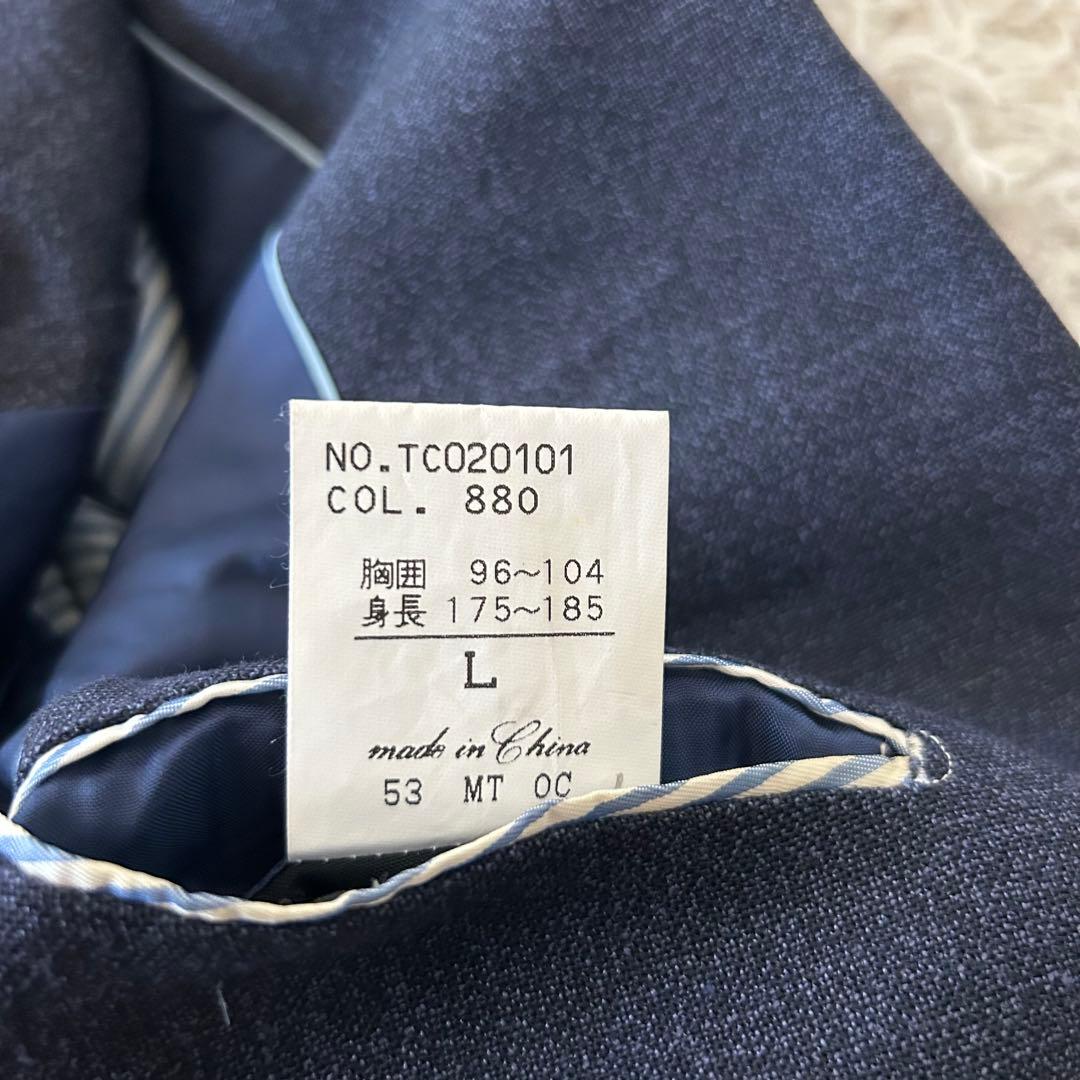 NO.TC020101
COL. 880
胸囲 96〜104
身長 175〜185
L
made in China
53 MT OC